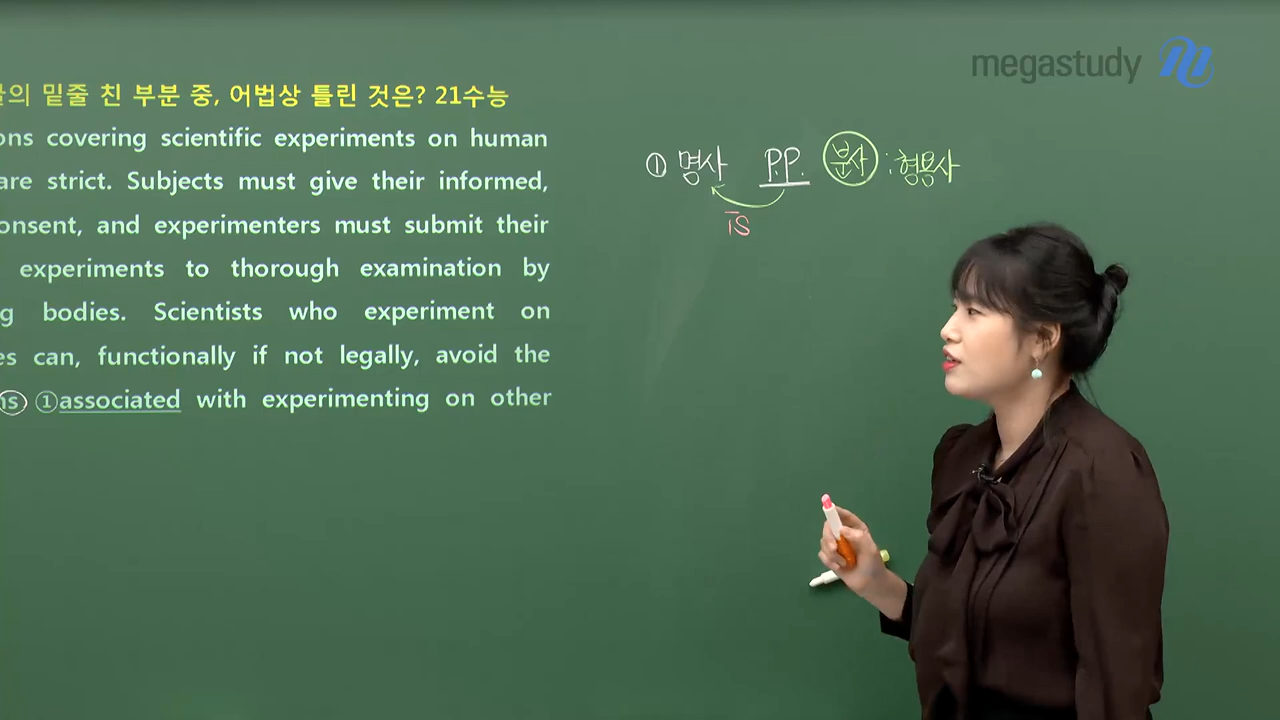 megastudy
의 밑줄 친 부분 중, 어법상 틀린 것은? 21수능
ons covering scientific experiments on human
are strict. Subjects must give their informed,
onsent, and experimenters must submit their
experiments to thorough examination by
g bodies. Scientists who experiment on
es can, functionally if not legally, avoid the
ns ①associated with experimenting on other
① 명사 P.P. 분사 : 형용사
is